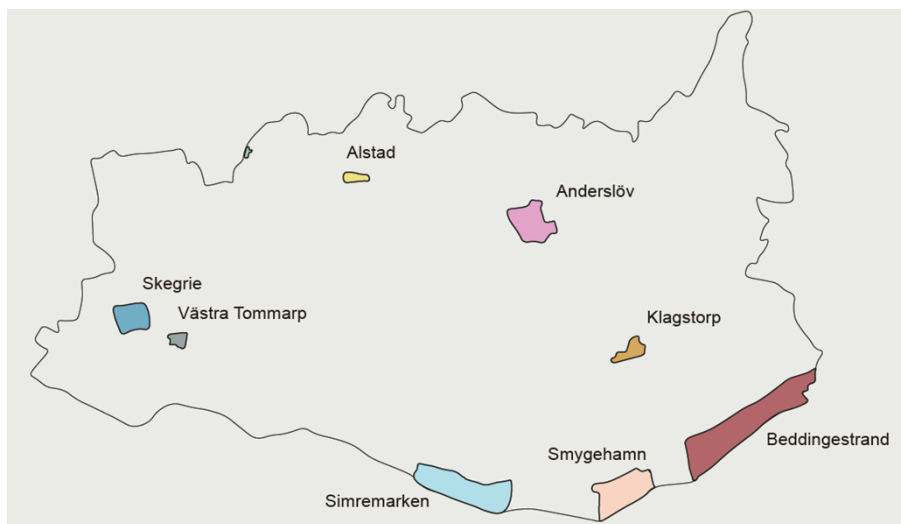 Alstad
Anderslöv
Skegrie
Västra Tommarp
Klagstorp
Beddingestrand
Smygehamn
Simremarken